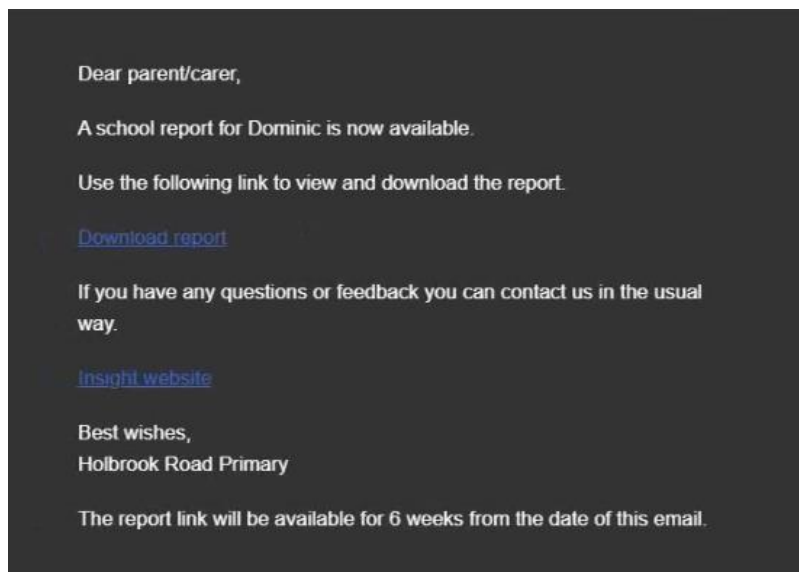 Dear parent/carer,
A school report for Dominic is now available.
Use the following link to view and download the report.
Download report
If you have any questions or feedback you can contact us in the usual
way.
Insight website
Best wishes,
Holbrook Road Primary
The report link will be available for 6 weeks from the date of this email.